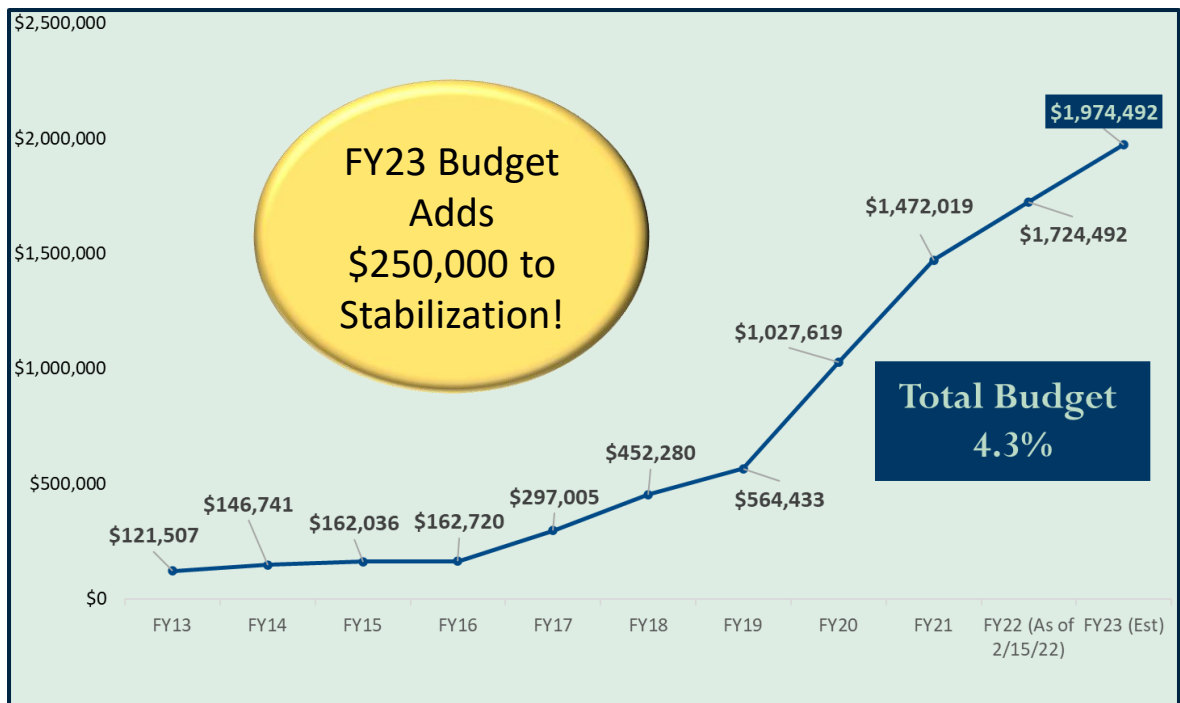 $2,500,000
$2,000,000
$1,500,000
$1,000,000
$500,000
$0
FY23 Budget
Adds
$250,000 to
Stabilization!
$1,974,492
$1,472,019
$1,724,492
$1,027,619
Total Budget
4.3%
$452,280
$564,433
$297,005
$146,741
$162,036
$162,720
$121,507
FY13
FY14
FY15
FY16
FY17
FY18
FY19
FY20
FY21
FY22 (As of
2/15/22)
FY23 (Est)